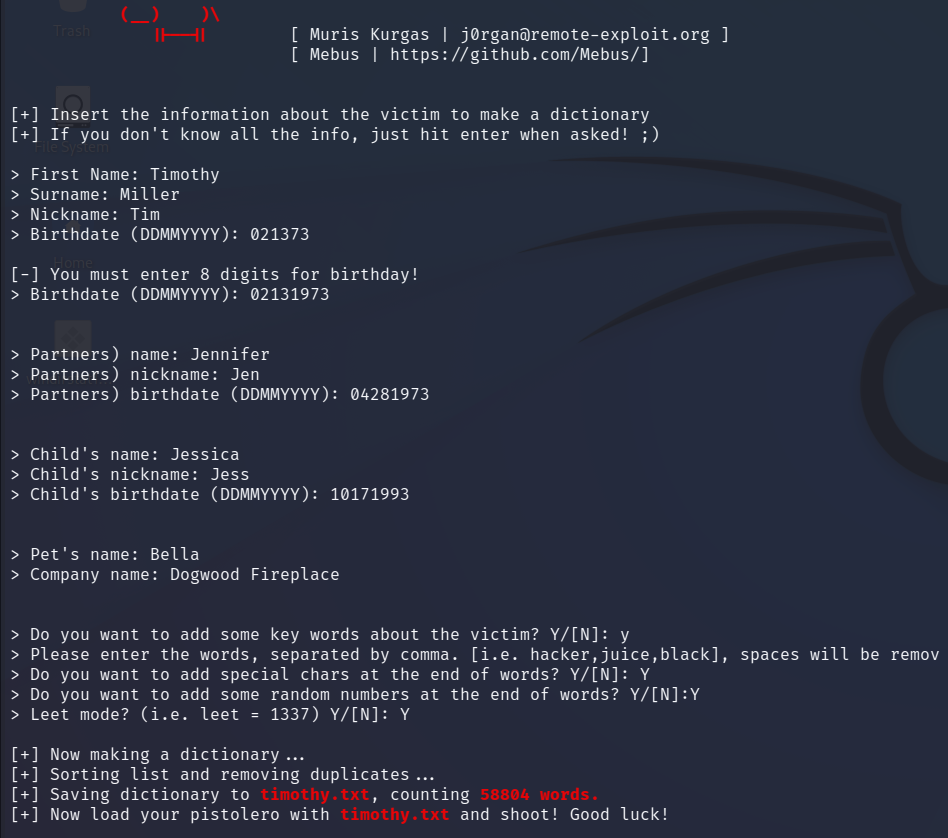 (__)    )\
   ||--||
[ Muris Kurgas | j0rgan@remote-exploit.org ]
[ Mebus | https://github.com/Mebus/]
[+] Insert the information about the victim to make a dictionary
[+] If you don't know all the info, just hit enter when asked! ;)
> First Name: Timothy
> Surname: Miller
> Nickname: Tim
> Birthdate (DDMMYYYY): 021373
[-] You must enter 8 digits for birthday!
> Birthdate (DDMMYYYY): 02131973
> Partners) name: Jennifer
> Partners) nickname: Jen
> Partners) birthdate (DDMMYYYY): 04281973
> Child's name: Jessica
> Child's nickname: Jess
> Child's birthdate (DDMMYYYY): 10171993
> Pet's name: Bella
> Company name: Dogwood Fireplace
> Do you want to add some key words about the victim? Y/[N]: y
> Please enter the words, separated by comma. [i.e. hacker,juice,black], spaces will be remov
> Do you want to add special chars at the end of words? Y/[N]: Y
> Do you want to add some random numbers at the end of words? Y/[N]:Y
> Leet mode? (i.e. leet = 1337) Y/[N]: Y
[+] Now making a dictionary...
[+] Sorting list and removing duplicates...
[+] Saving dictionary to timothy.txt, counting 58804 words.
[+] Now load your pistolero with timothy.txt and shoot! Good luck!
Trash
File System
Home